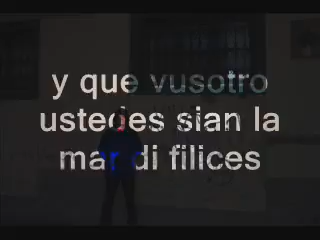 y que vusotro
ustedes sian la
mar di filices